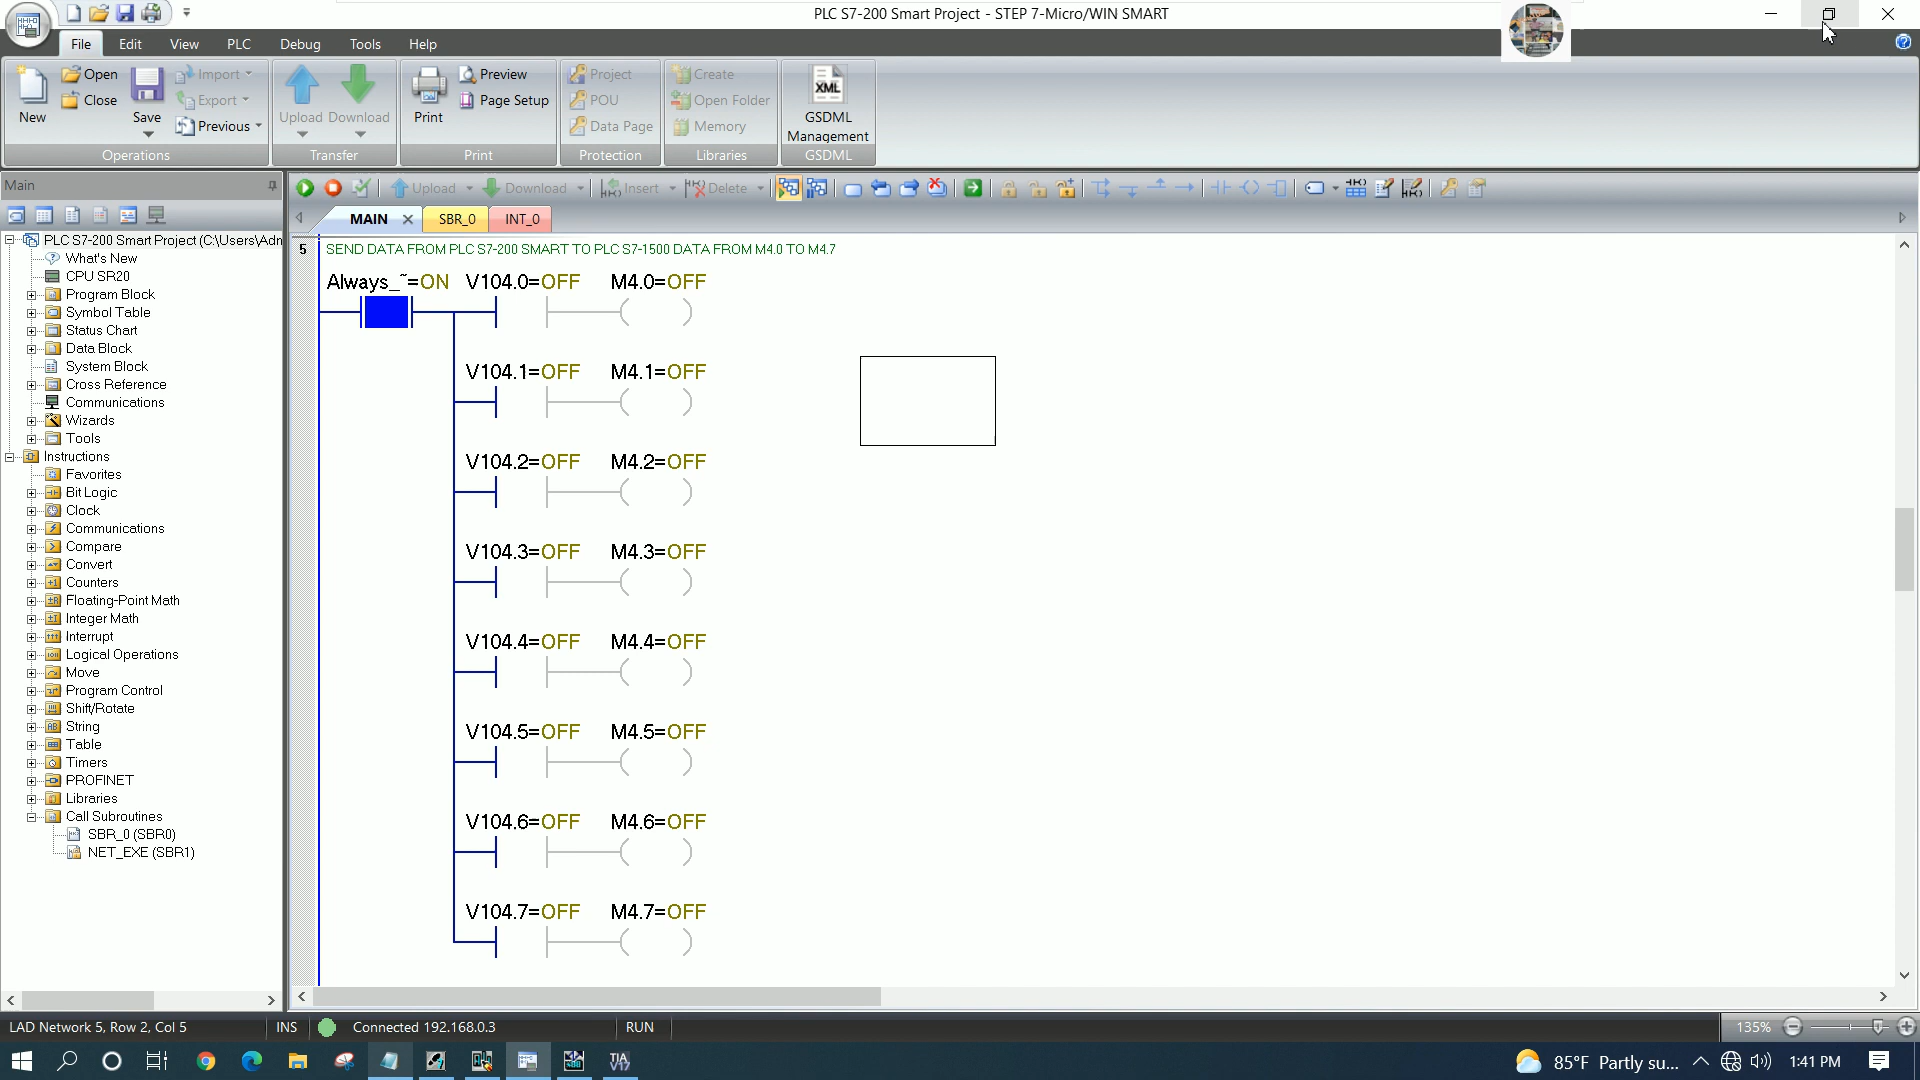 PLC S7-200 Smart Project - STEP 7-Micro/WIN SMART
File Edit View PLC Debug Tools Help
New
Open
Close
Save
Import
Export
Previous
Operations
Upload
Download
Transfer
Print
Preview
Page Setup
Print
Project
POU
Data Page
Protection
Create
Open Folder
Memory
Libraries
XML
GSDML
Management
GSDML
Main
Upload Download Insert Delete
MAIN SBR_0 INT_0
PLC S7-200 Smart Project (C:\Users\Adn
What's New
CPU SR20
Program Block
Symbol Table
Status Chart
Data Block
System Block
Cross Reference
Communications
Wizards
Tools
Instructions
Favorites
Bit Logic
Clock
Communications
Compare
Convert
Counters
Floating-Point Math
Integer Math
Interrupt
Logical Operations
Move
Program Control
Shift/Rotate
String
Table
Timers
PROFINET
Libraries
Call Subroutines
SBR_0 (SBR0)
NET_EXE (SBR1)
5 SEND DATA FROM PLC S7-200 SMART TO PLC S7-1500 DATA FROM M4.0 TO M4.7
Always_~=ON V104.0=OFF M4.0=OFF
V104.1=OFF M4.1=OFF
V104.2=OFF M4.2=OFF
V104.3=OFF M4.3=OFF
V104.4=OFF M4.4=OFF
V104.5=OFF M4.5=OFF
V104.6=OFF M4.6=OFF
V104.7=OFF M4.7=OFF
LAD Network 5, Row 2, Col 5 INS Connected 192.168.0.3 RUN 135%
TIA
V17
85°F Partly su... 1:41 PM